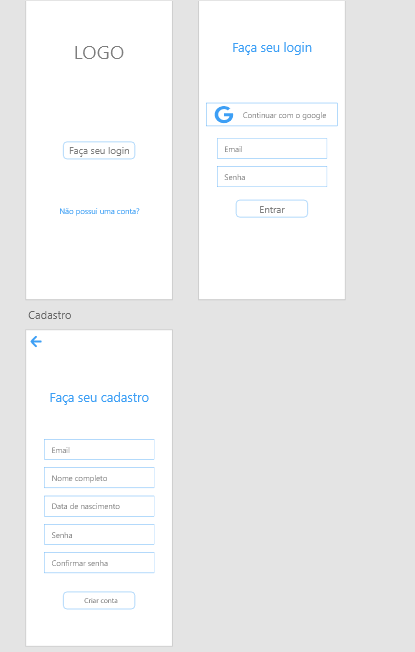 LOGO
Faça seu login
Não possui uma conta?
Faça seu login
Continuar com o google
Email
Senha
Entrar
Cadastro
Faça seu cadastro
Email
Nome completo
Data de nascimento
Senha
Confirmar senha
Criar conta